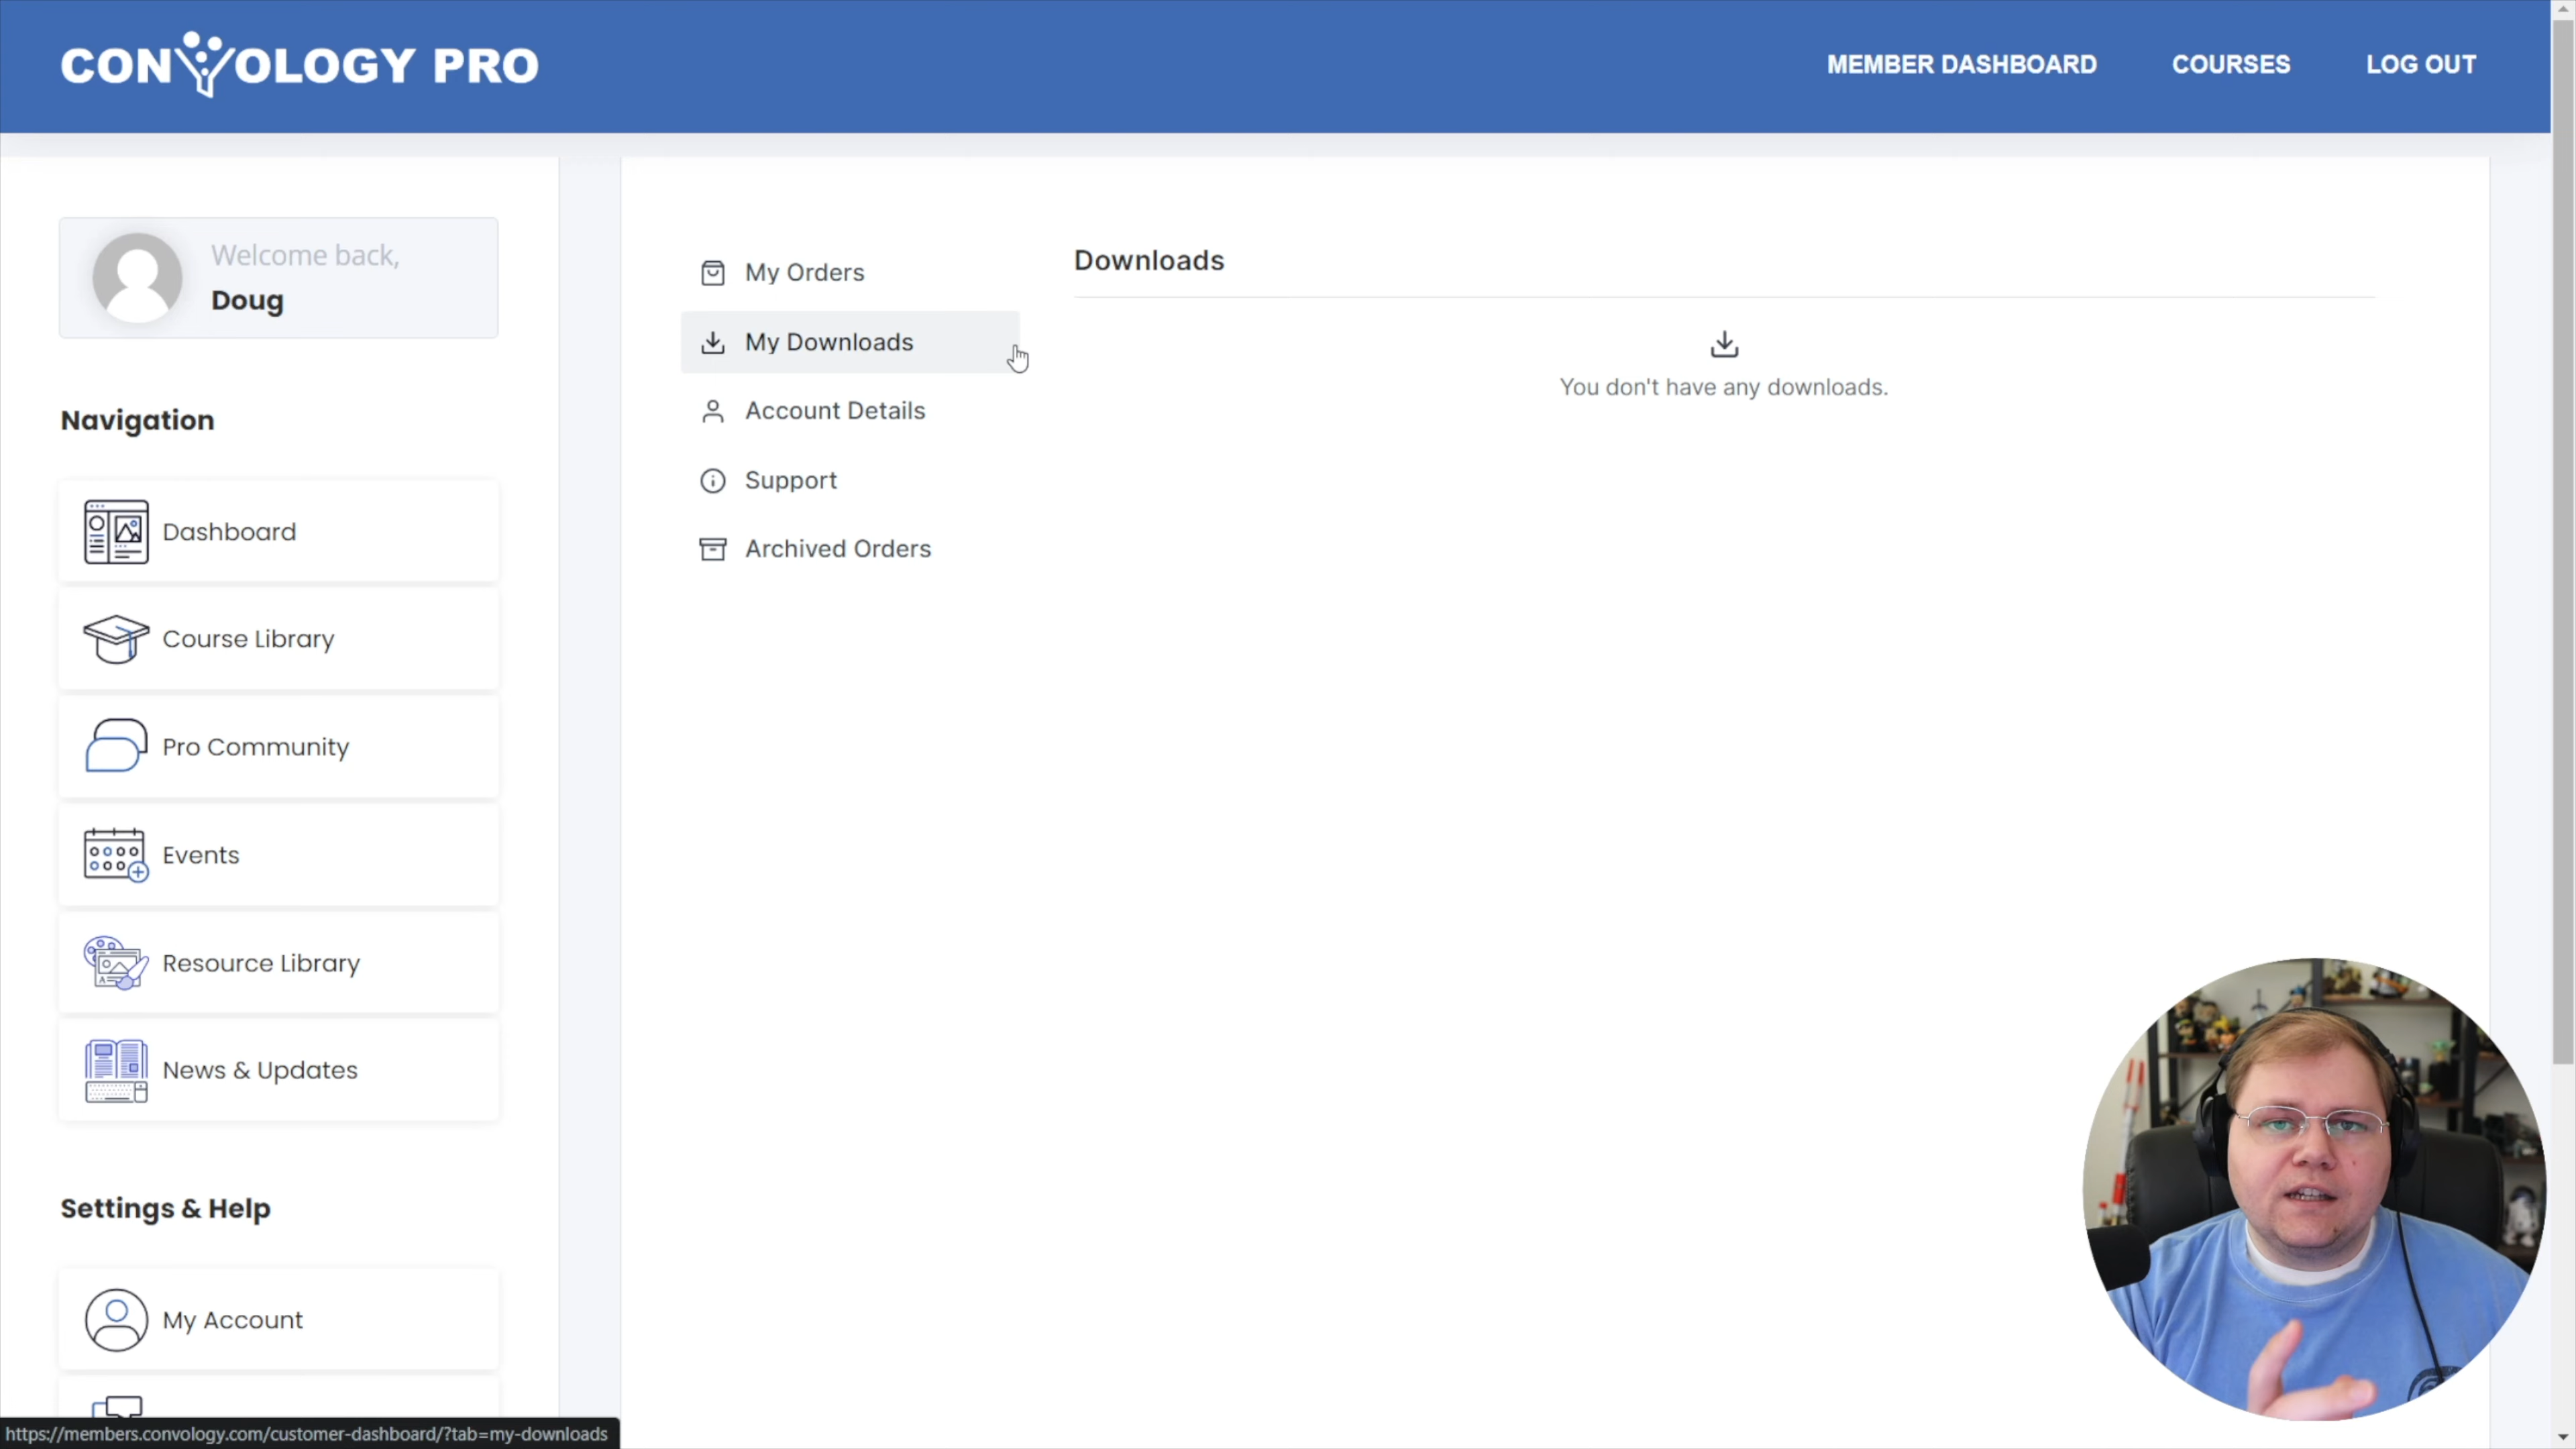 CONVOLOGY PRO
MEMBER DASHBOARD
COURSES
LOG OUT
Welcome back,
Doug
Navigation
Dashboard
Course Library
Pro Community
Events
Resource Library
News & Updates
Settings & Help
My Account
My Orders
My Downloads
Account Details
Support
Archived Orders
Downloads
You don't have any downloads.
https://members.convology.com/customer-dashboard/?tab=my-downloads